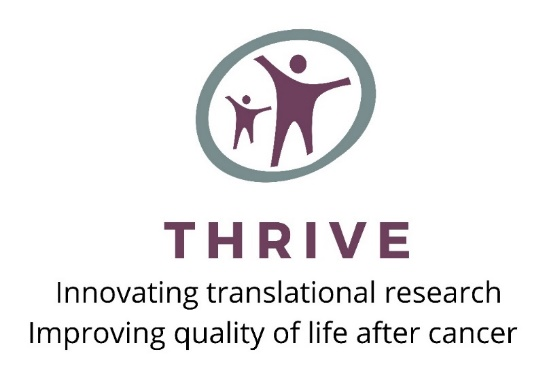 THRIVE
Innovating translational research
Improving quality of life after cancer